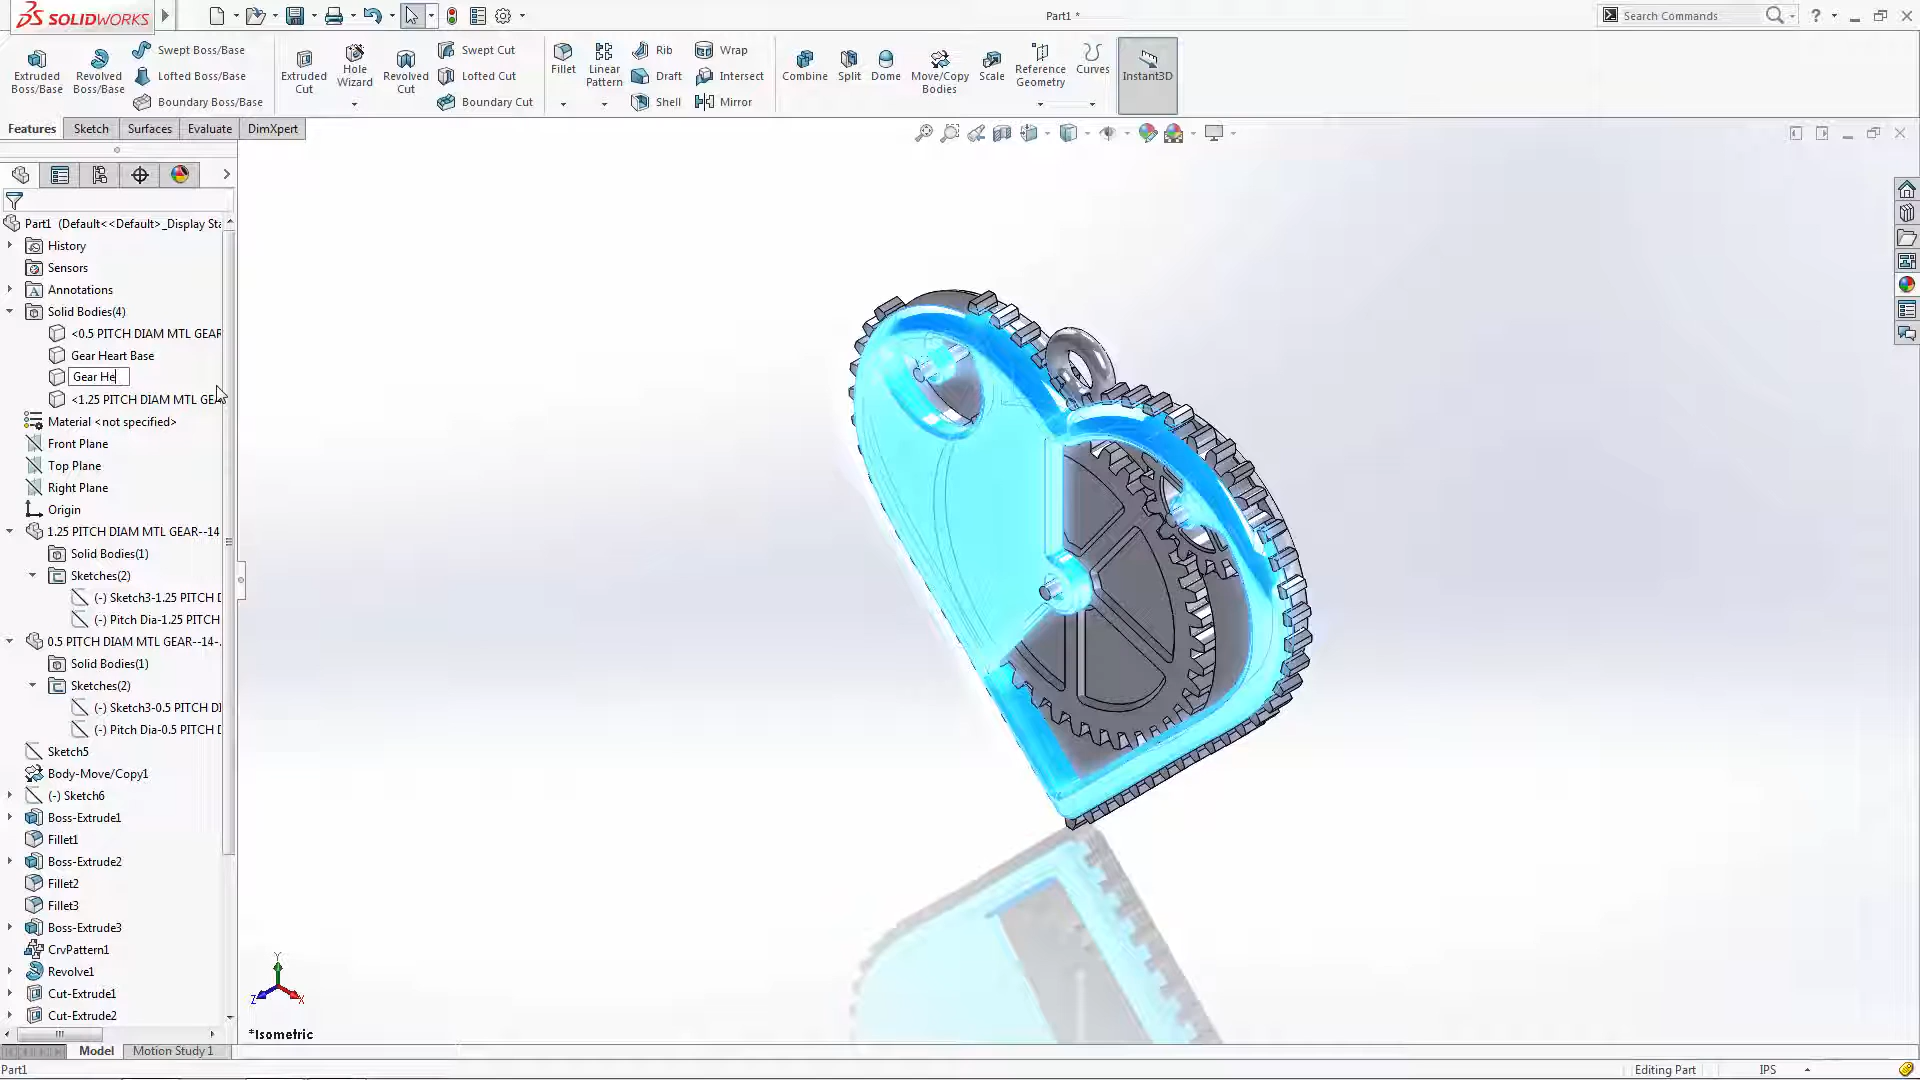 SOLIDWORKS
Part1 *
Search Commands
Extruded Boss/Base
Revolved Boss/Base
Swept Boss/Base
Lofted Boss/Base
Boundary Boss/Base
Extruded Cut
Hole Wizard
Revolved Cut
Swept Cut
Lofted Cut
Boundary Cut
Fillet
Linear Pattern
Rib
Draft
Shell
Wrap
Intersect
Mirror
Combine
Split
Dome
Move/Copy Bodies
Scale
Reference Geometry
Curves
Instant3D
Features
Sketch
Surfaces
Evaluate
DimXpert
Part1 (Default<<Default>_Display Sta
History
Sensors
Annotations
Solid Bodies(4)
<0.5 PITCH DIAM MTL GEAR
Gear Heart Base
Gear He
<1.25 PITCH DIAM MTL GEA
Material <not specified>
Front Plane
Top Plane
Right Plane
Origin
1.25 PITCH DIAM MTL GEAR--14
Solid Bodies(1)
Sketches(2)
(-) Sketch3-1.25 PITCH D
(-) Pitch Dia-1.25 PITCH
0.5 PITCH DIAM MTL GEAR--14-
Solid Bodies(1)
Sketches(2)
(-) Sketch3-0.5 PITCH DI
(-) Pitch Dia-0.5 PITCH D
Sketch5
Body-Move/Copy1
(-) Sketch6
Boss-Extrude1
Fillet1
Boss-Extrude2
Fillet2
Fillet3
Boss-Extrude3
CrvPattern1
Revolve1
Cut-Extrude1
Cut-Extrude2
Y
Z
X
*Isometric
Model
Motion Study 1
Part1
Editing Part
IPS